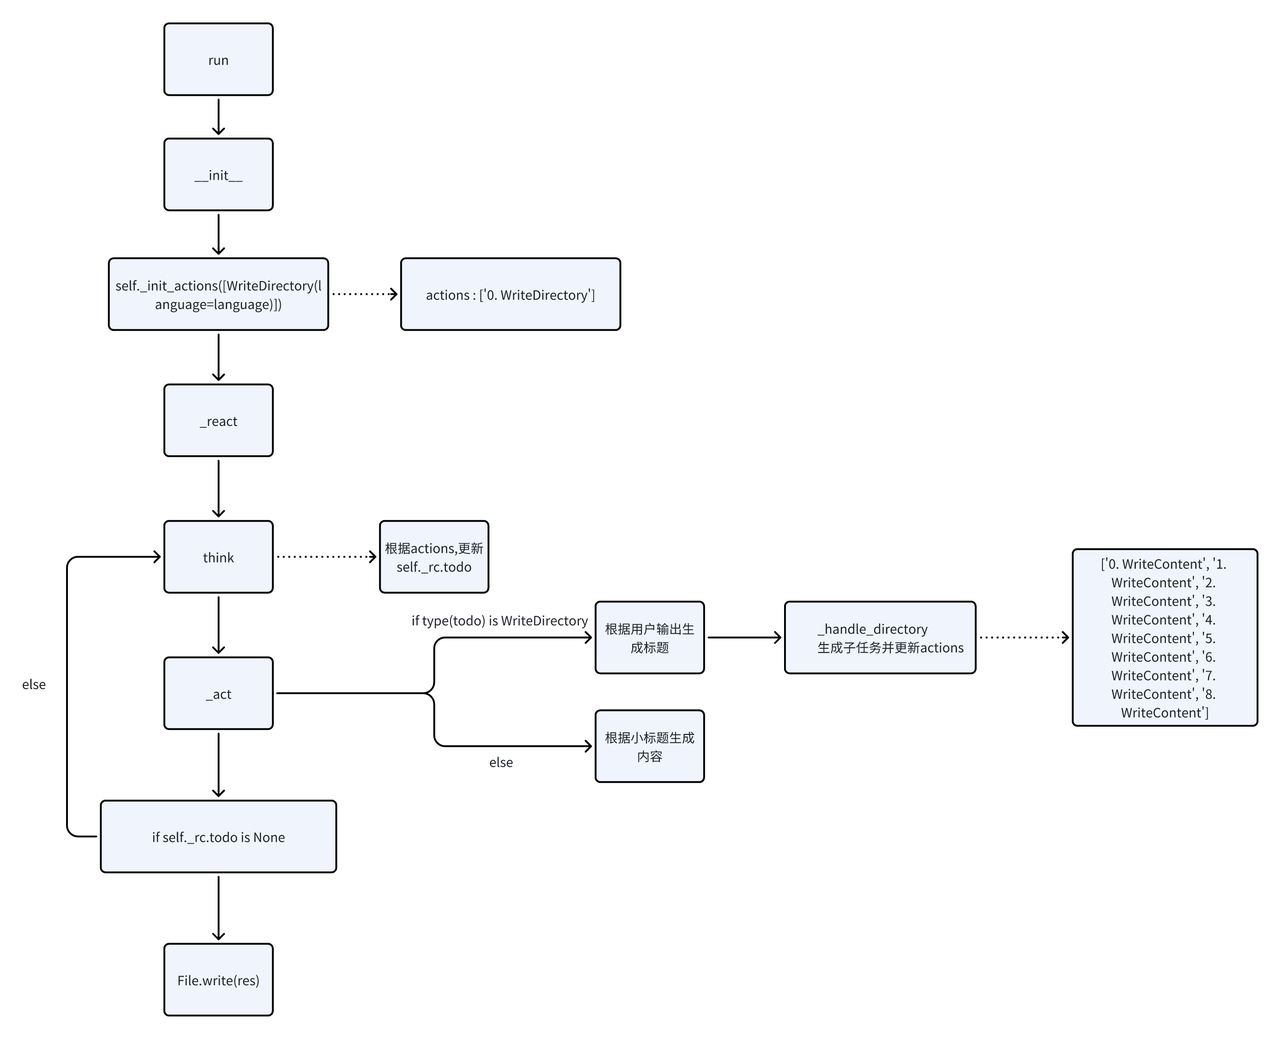 run
__init__
self._init_actions([WriteDirectory(l
anguage=language)])
actions : ['0. WriteDirectory']
_react
think
根据actions,更新
self._rc.todo
if type(todo) is WriteDirectory
根据用户输出生
成标题
_handle_directory
生成子任务并更新actions
['0. WriteContent', '1.
WriteContent', '2.
WriteContent', '3.
WriteContent', '4.
WriteContent', '5.
WriteContent', '6.
WriteContent', '7.
WriteContent', '8.
WriteContent']
else
_act
根据小标题生成
内容
else
if self._rc.todo is None
File.write(res)